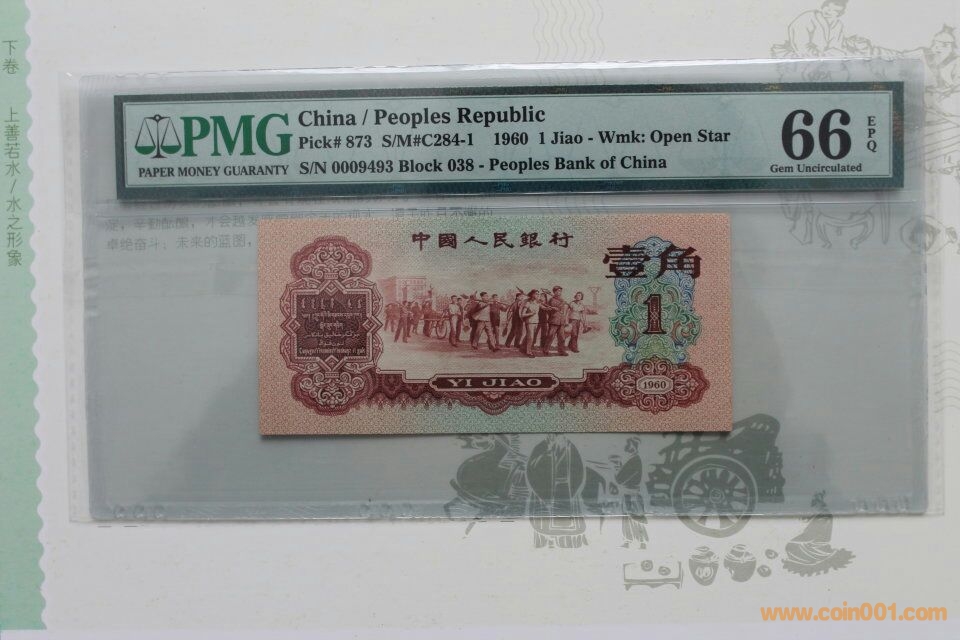 下卷 上善若水/水之形象
PMG
PAPER MONEY GUARANTY
China / Peoples Republic
Pick# 873 S/M#C284-1 1960 1 Jiao - Wmk: Open Star
S/N 0009493 Block 038 - Peoples Bank of China
66
EPQ
Gem Uncirculated
卓绝奋斗；未来的蓝图，
中國人民銀行
壹角
1
YI JIAO
1960
www.coin001.com